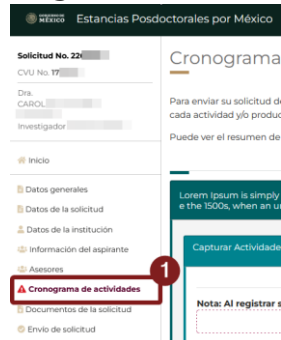 GOBIERNO DE MÉXICO
Estancias Posdoctorales por México
Solicitud No. 22
CVU No. 17
Dra.
CAROL
Investigador
Inicio
Datos generales
Datos de la solicitud
Datos de la institución
Información del aspirante
Asesores
Cronograma de actividades
Documentos de la solicitud
Envío de solicitud
1
Cronograma
Para enviar su solicitud d
cada actividad y/o produc
Puede ver el resumen de
Lorem Ipsum is simply
e the 1500s, when an u
Capturar Actividade
Nota: Al registrar s